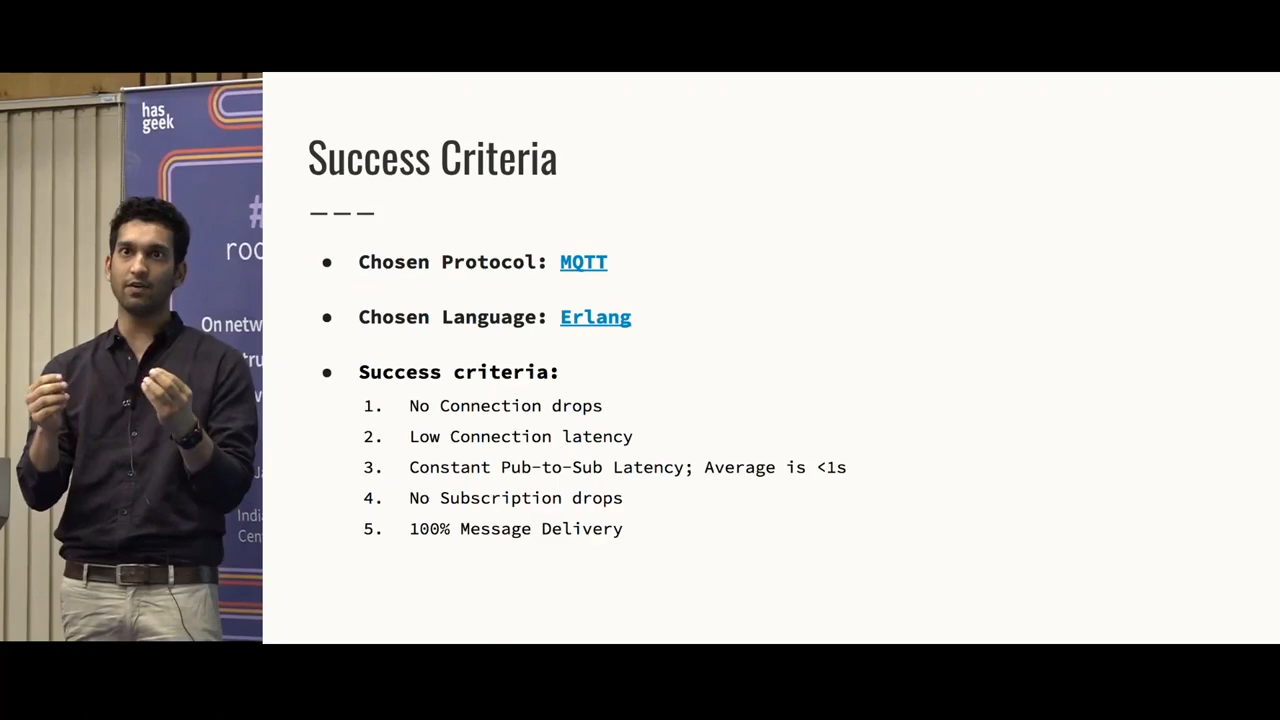 has
geek
#
On netw
Indi
Cen
Success Criteria
Chosen Protocol: MQTT
Chosen Language: Erlang
Success criteria:
1. No Connection drops
2. Low Connection latency
3. Constant Pub-to-Sub Latency; Average is <1s
4. No Subscription drops
5. 100% Message Delivery